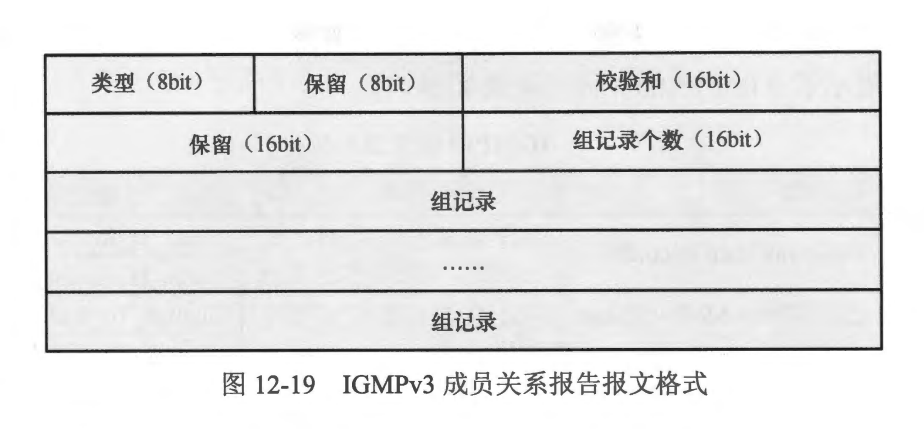 类型（8bit） 保留（8bit） 校验和（16bit）
保留（16bit） 组记录个数（16bit）
组记录
……
组记录
图 12-19 IGMPv3 成员关系报告报文格式